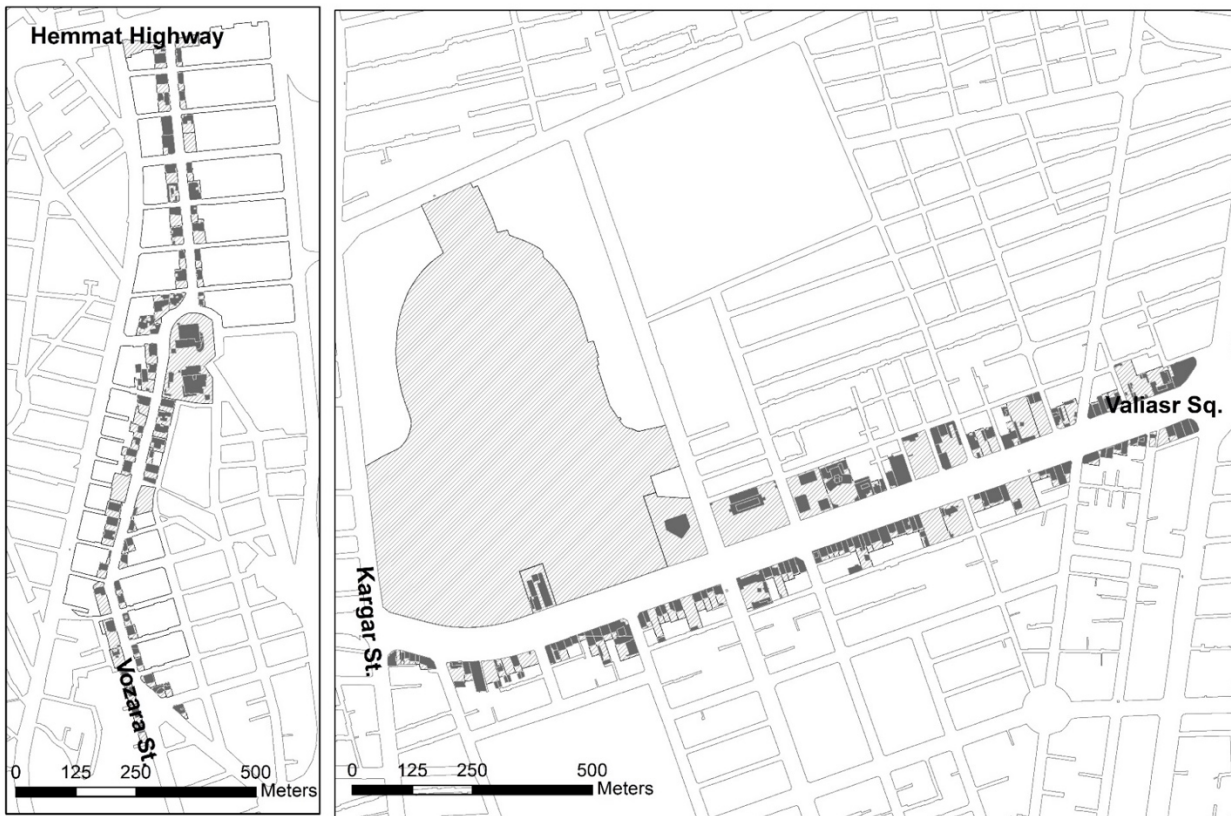 Hemmat Highway
Vozara St.
0 125 250 500
Meters
Valiasr Sq.
Kargar St.
0 125 250 500
Meters